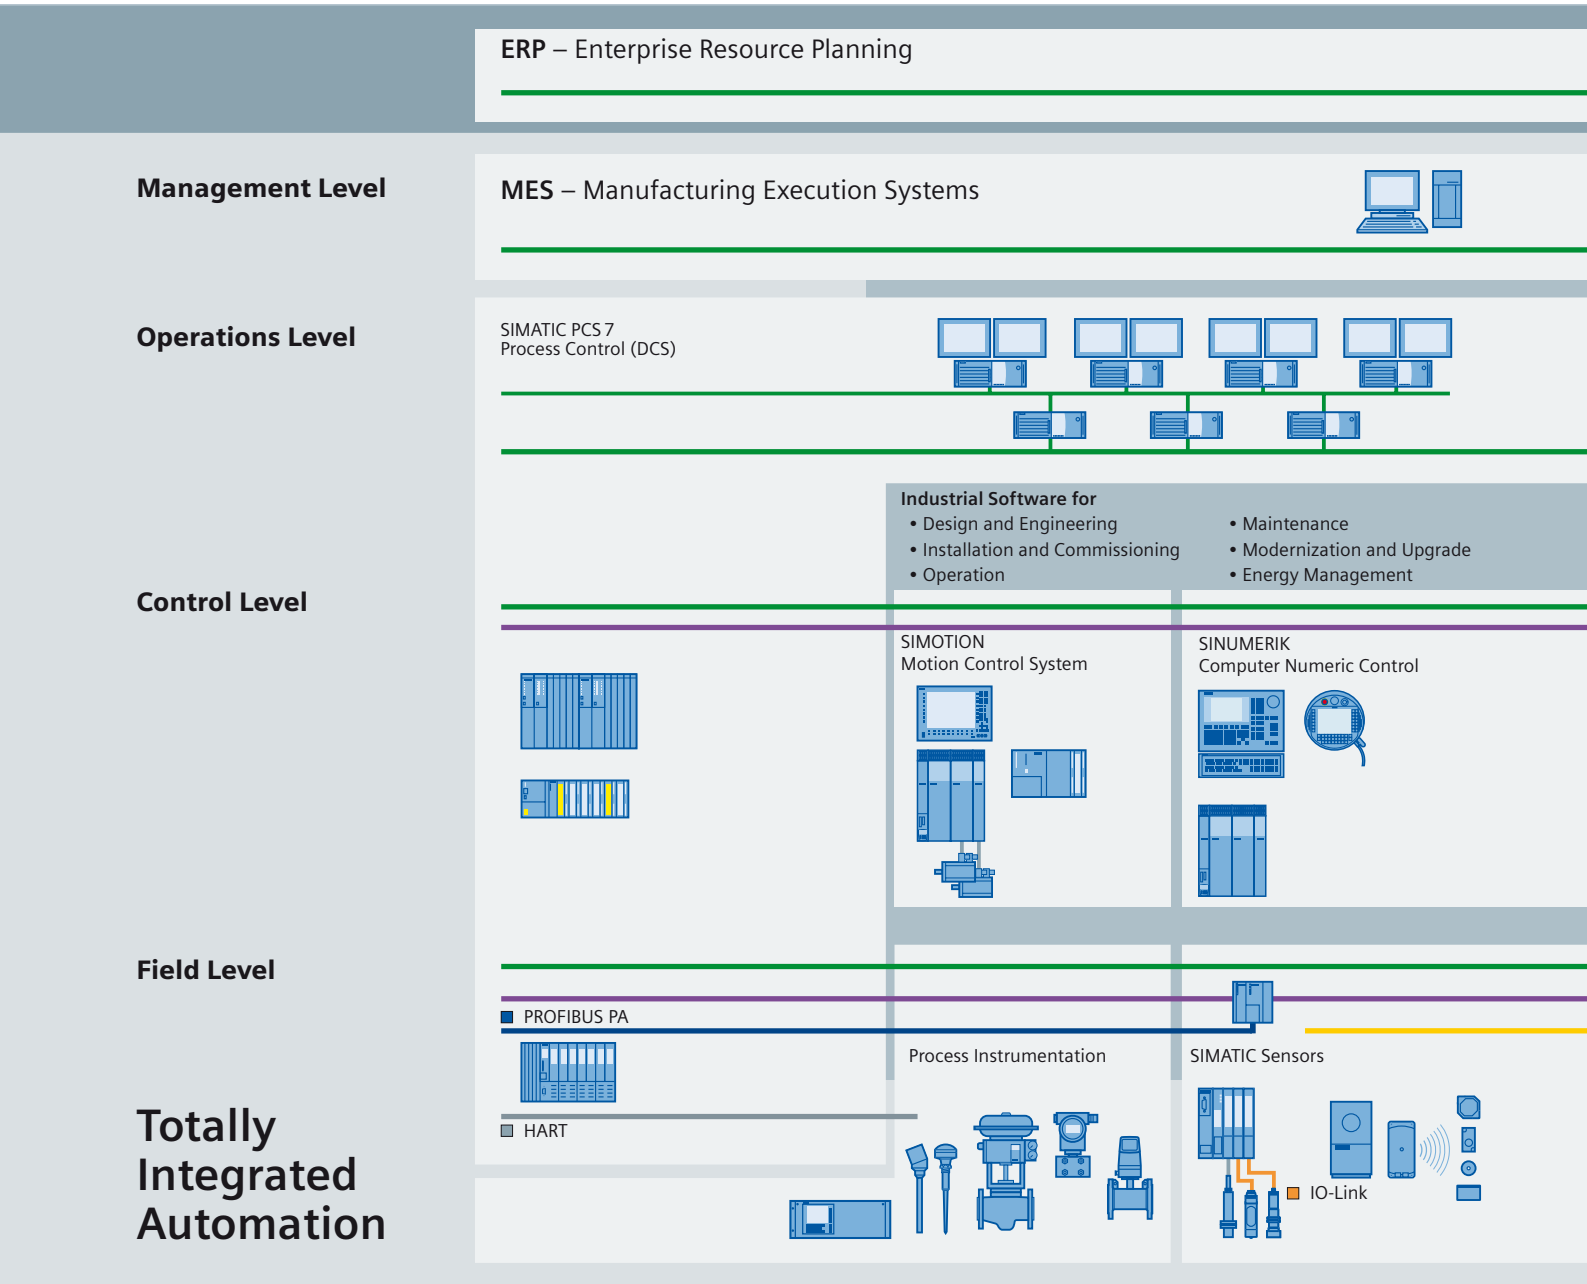 ERP – Enterprise Resource Planning
Management Level
MES – Manufacturing Execution Systems
Operations Level
SIMATIC PCS 7
Process Control (DCS)
Industrial Software for
• Design and Engineering
• Installation and Commissioning
• Operation
• Maintenance
• Modernization and Upgrade
• Energy Management
Control Level
SIMOTION
Motion Control System
SINUMERIK
Computer Numeric Control
Field Level
PROFIBUS PA
Process Instrumentation
SIMATIC Sensors
HART
IO-Link
Totally
Integrated
Automation